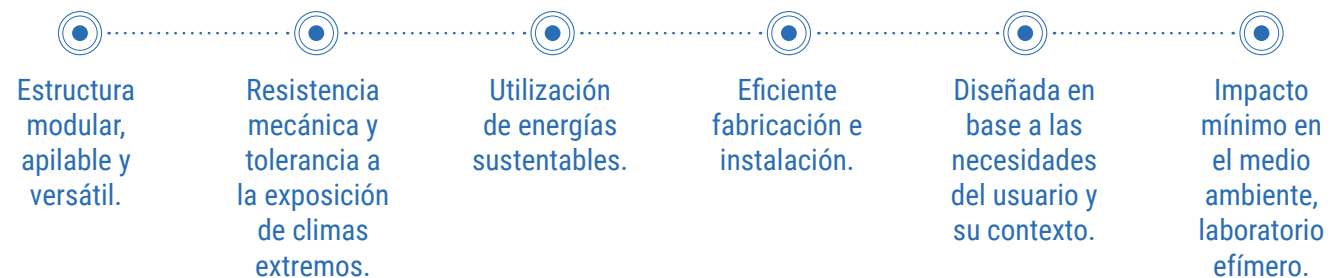 Estructura
modular,
apilable y
versátil.
Resistencia
mecánica y
tolerancia a
la exposición
de climas
extremos.
Utilización
de energías
sustentables.
Eficiente
fabricación e
instalación.
Diseñada en
base a las
necesidades
del usuario y
su contexto.
Impacto
mínimo en
el medio
ambiente,
laboratorio
efímero.